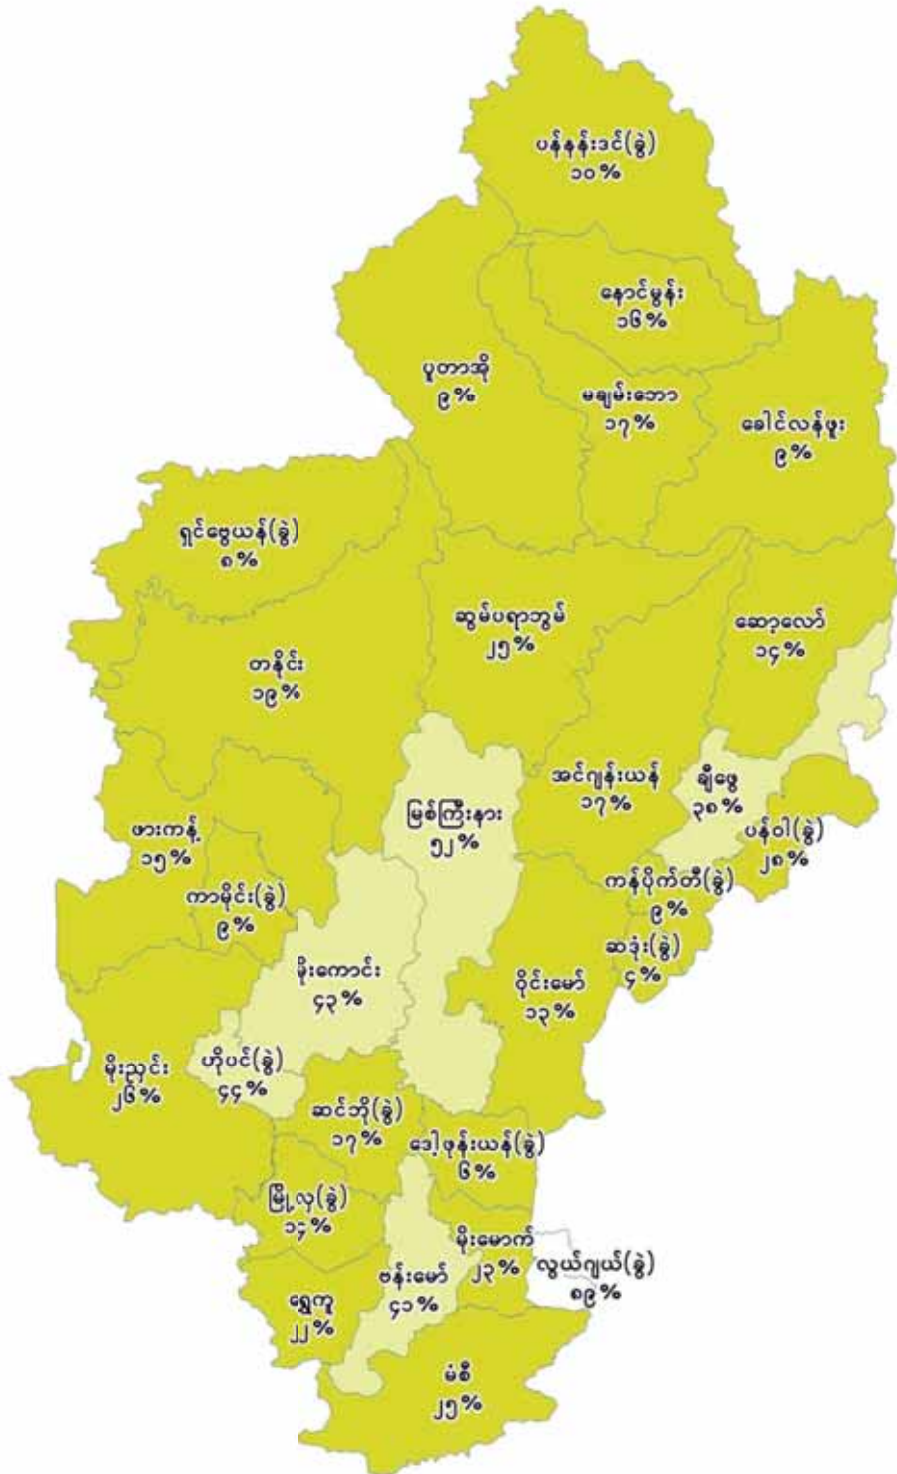 ပန်နန်းဒင်(ခွဲ)
၁၀%
နောင်မွန်း
၁၆%
ပူတာအို
၉%
မချမ်းဘော
၁၇%
ခေါင်လန်ဖူး
၉%
ရှင်ဗွေယန်(ခွဲ)
၈%
ဆွမ်ပရာဘွမ်
၂၅%
ဆော့လော်
၁၄%
တနိုင်း
၁၉%
အင်ဂျန်းယန်
၁၇%
ချီဖွေ
၃၈%
မြစ်ကြီးနား
၅၂%
ဖားကန့်
၁၅%
ပန်ဝါ(ခွဲ)
၂၈%
ကာမိုင်း(ခွဲ)
၉%
ကန်ပိုက်တီ(ခွဲ)
၉%
ဆဒုံး(ခွဲ)
၄%
မိုးကောင်း
၄၃%
ဝိုင်းမော်
၁၃%
မိုးညှင်း
၂၆%
ဟိုပင်(ခွဲ)
၄၄%
ဆင်ဘို(ခွဲ)
၁၇%
ဒေါ့ဖုန်းယန်(ခွဲ)
၆%
မြို့လှ(ခွဲ)
၁၄%
မိုးမောက်
၂၃%
လွယ်ဂျယ်(ခွဲ)
၈၉%
ဗန်းမော်
၄၁%
ရွှေကူ
၂၂%
မံစီ
၂၅%